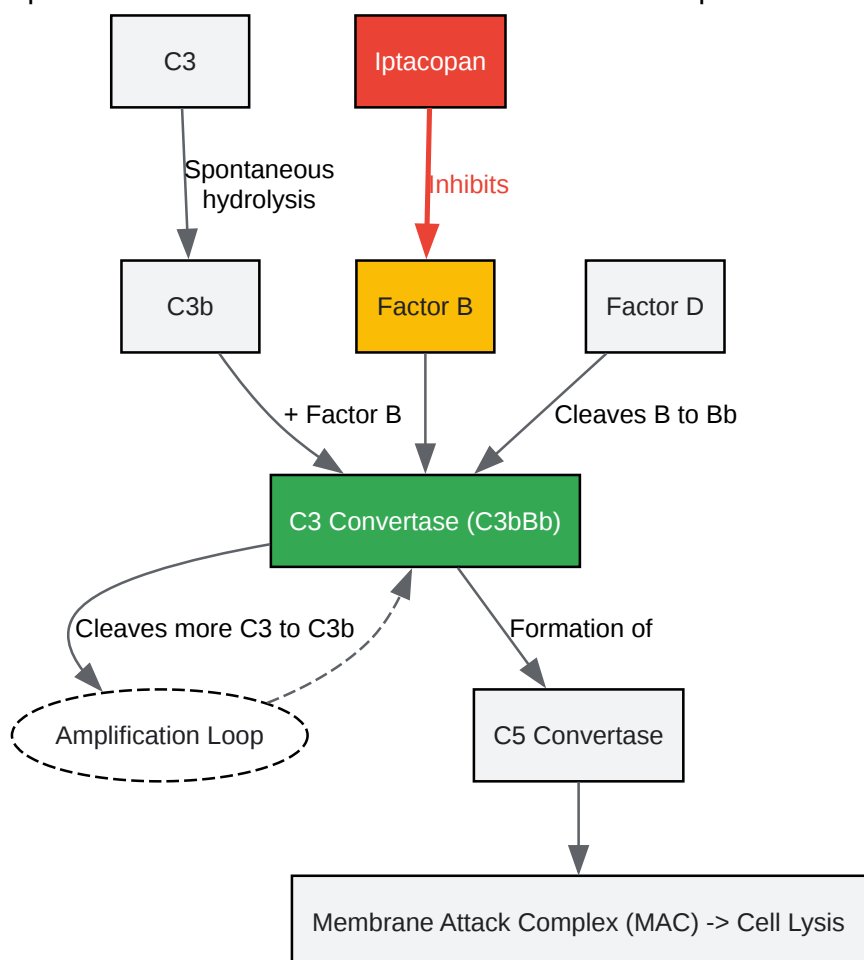 C3
Iptacopan
Spontaneous
hydrolysis
Inhibits
C3b
Factor B
Factor D
+ Factor B
Cleaves B to Bb
C3 Convertase (C3bBb)
Cleaves more C3 to C3b
Formation of
Amplification Loop
C5 Convertase
Membrane Attack Complex (MAC) -> Cell Lysis